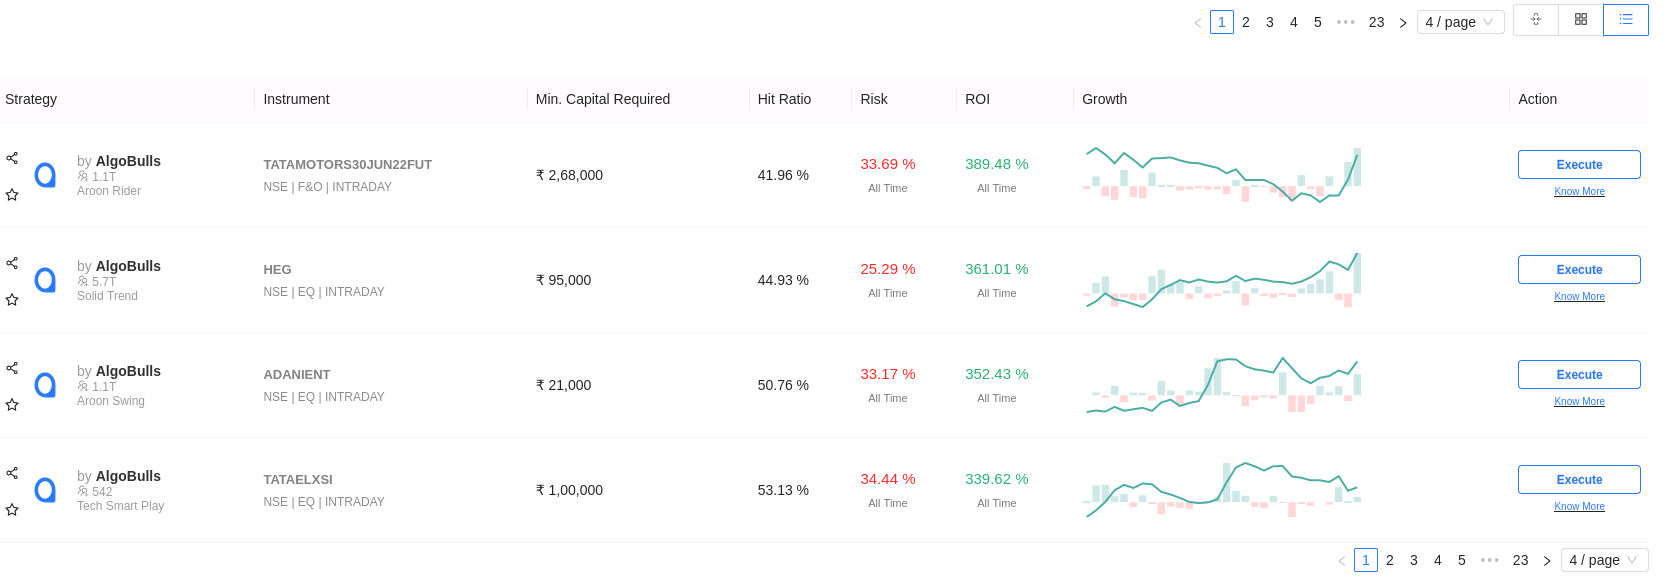 1 2 3 4 5 ••• 23 4 / page
Strategy Instrument Min. Capital Required Hit Ratio Risk ROI Growth Action
by AlgoBulls
1.1T
Aroon Rider
TATAMOTORS30JUN22FUT
NSE | F&O | INTRADAY
₹ 2,68,000
41.96 %
33.69 %
All Time
389.48 %
All Time
Execute
Know More
by AlgoBulls
5.7T
Solid Trend
HEG
NSE | EQ | INTRADAY
₹ 95,000
44.93 %
25.29 %
All Time
361.01 %
All Time
Execute
Know More
by AlgoBulls
1.1T
Aroon Swing
ADANIENT
NSE | EQ | INTRADAY
₹ 21,000
50.76 %
33.17 %
All Time
352.43 %
All Time
Execute
Know More
by AlgoBulls
542
Tech Smart Play
TATAELXSI
NSE | EQ | INTRADAY
₹ 1,00,000
53.13 %
34.44 %
All Time
339.62 %
All Time
Execute
Know More
1 2 3 4 5 ••• 23 4 / page